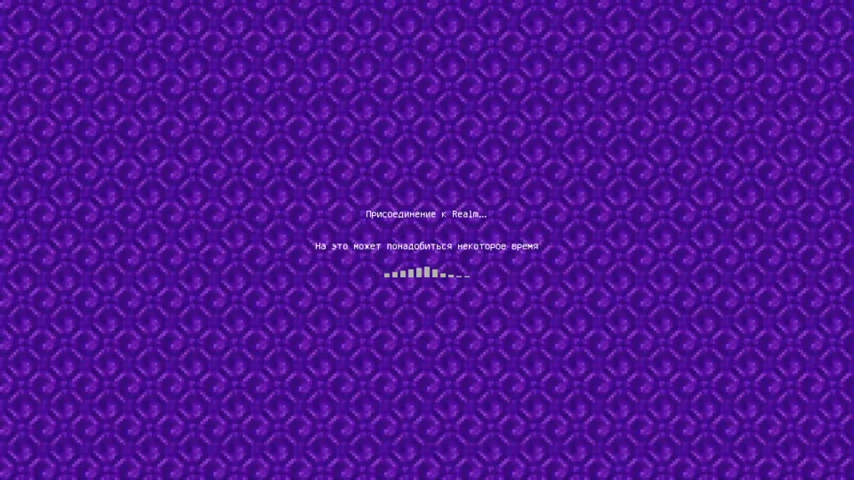 Присоединение к Realm...
На это может понадобиться некоторое время